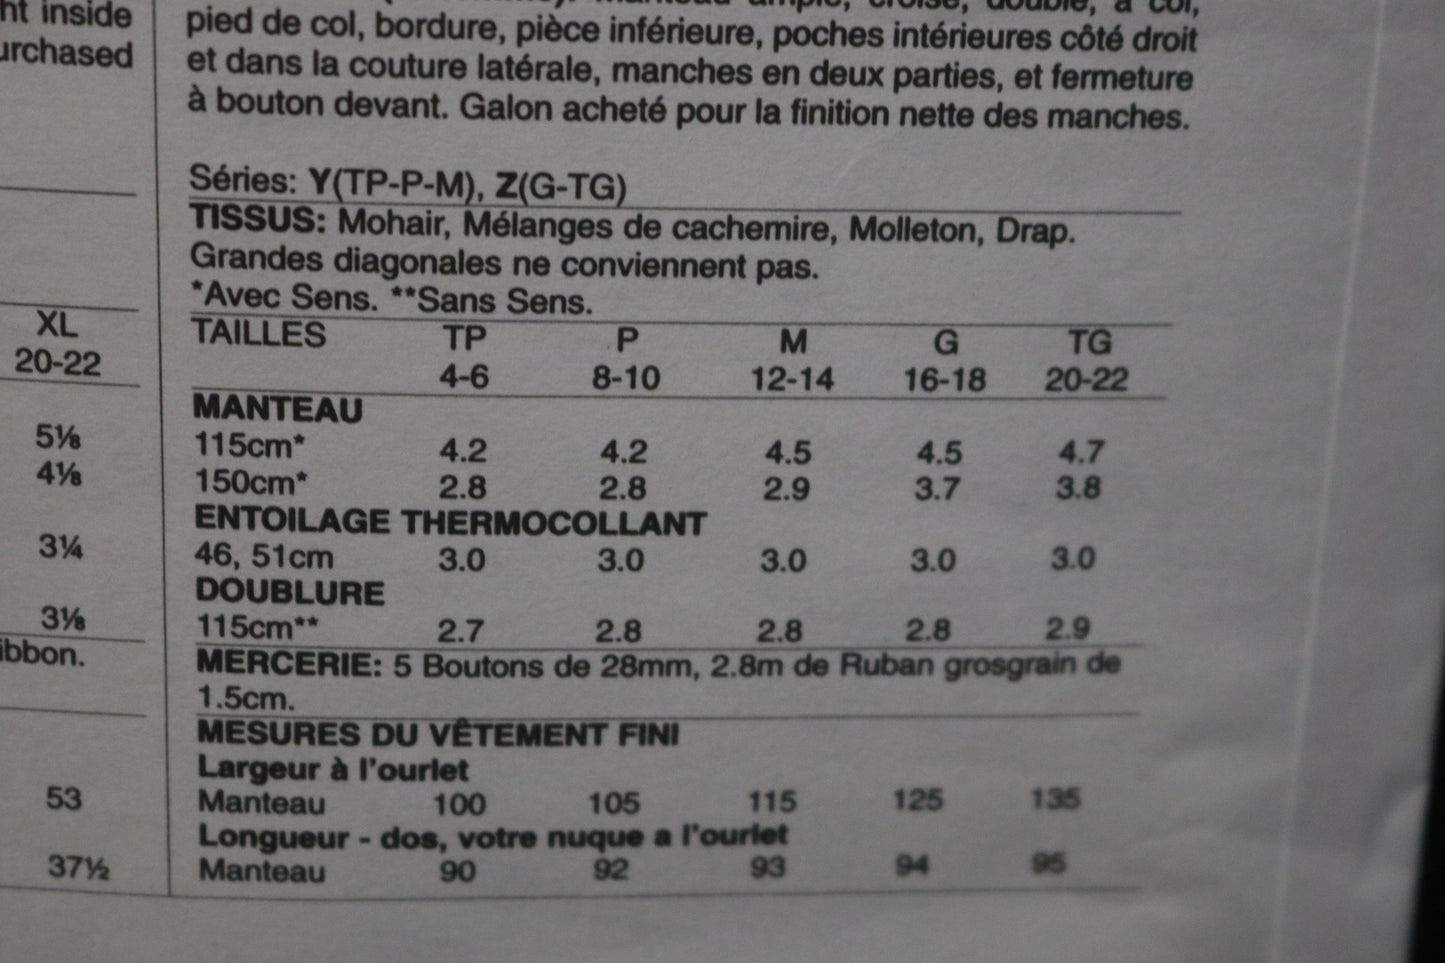 ht inside
urchased
XL
20-22
5⅛
4⅛
3¼
3⅛
ibbon.
53
37½
pied de col, bordure, pièce inférieure, poches intérieures côté droit
et dans la couture latérale, manches en deux parties, et fermeture
à bouton devant. Galon acheté pour la finition nette des manches.
Séries: Y(TP-P-M), Z(G-TG)
TISSUS: Mohair, Mélanges de cachemire, Molleton, Drap.
Grandes diagonales ne conviennent pas.
*Avec Sens. **Sans Sens.
TAILLES TP P M G TG
4-6 8-10 12-14 16-18 20-22
MANTEAU
115cm* 4.2 4.2 4.5 4.5 4.7
150cm* 2.8 2.8 2.9 3.7 3.8
ENTOILAGE THERMOCOLLANT
46, 51cm 3.0 3.0 3.0 3.0 3.0
DOUBLURE
115cm** 2.7 2.8 2.8 2.8 2.9
MERCERIE: 5 Boutons de 28mm, 2.8m de Ruban grosgrain de
1.5cm.
MESURES DU VÊTEMENT FINI
Largeur à l'ourlet
Manteau 100 105 115 125 135
Longueur - dos, votre nuque a l'ourlet
Manteau 90 92 93 94 95